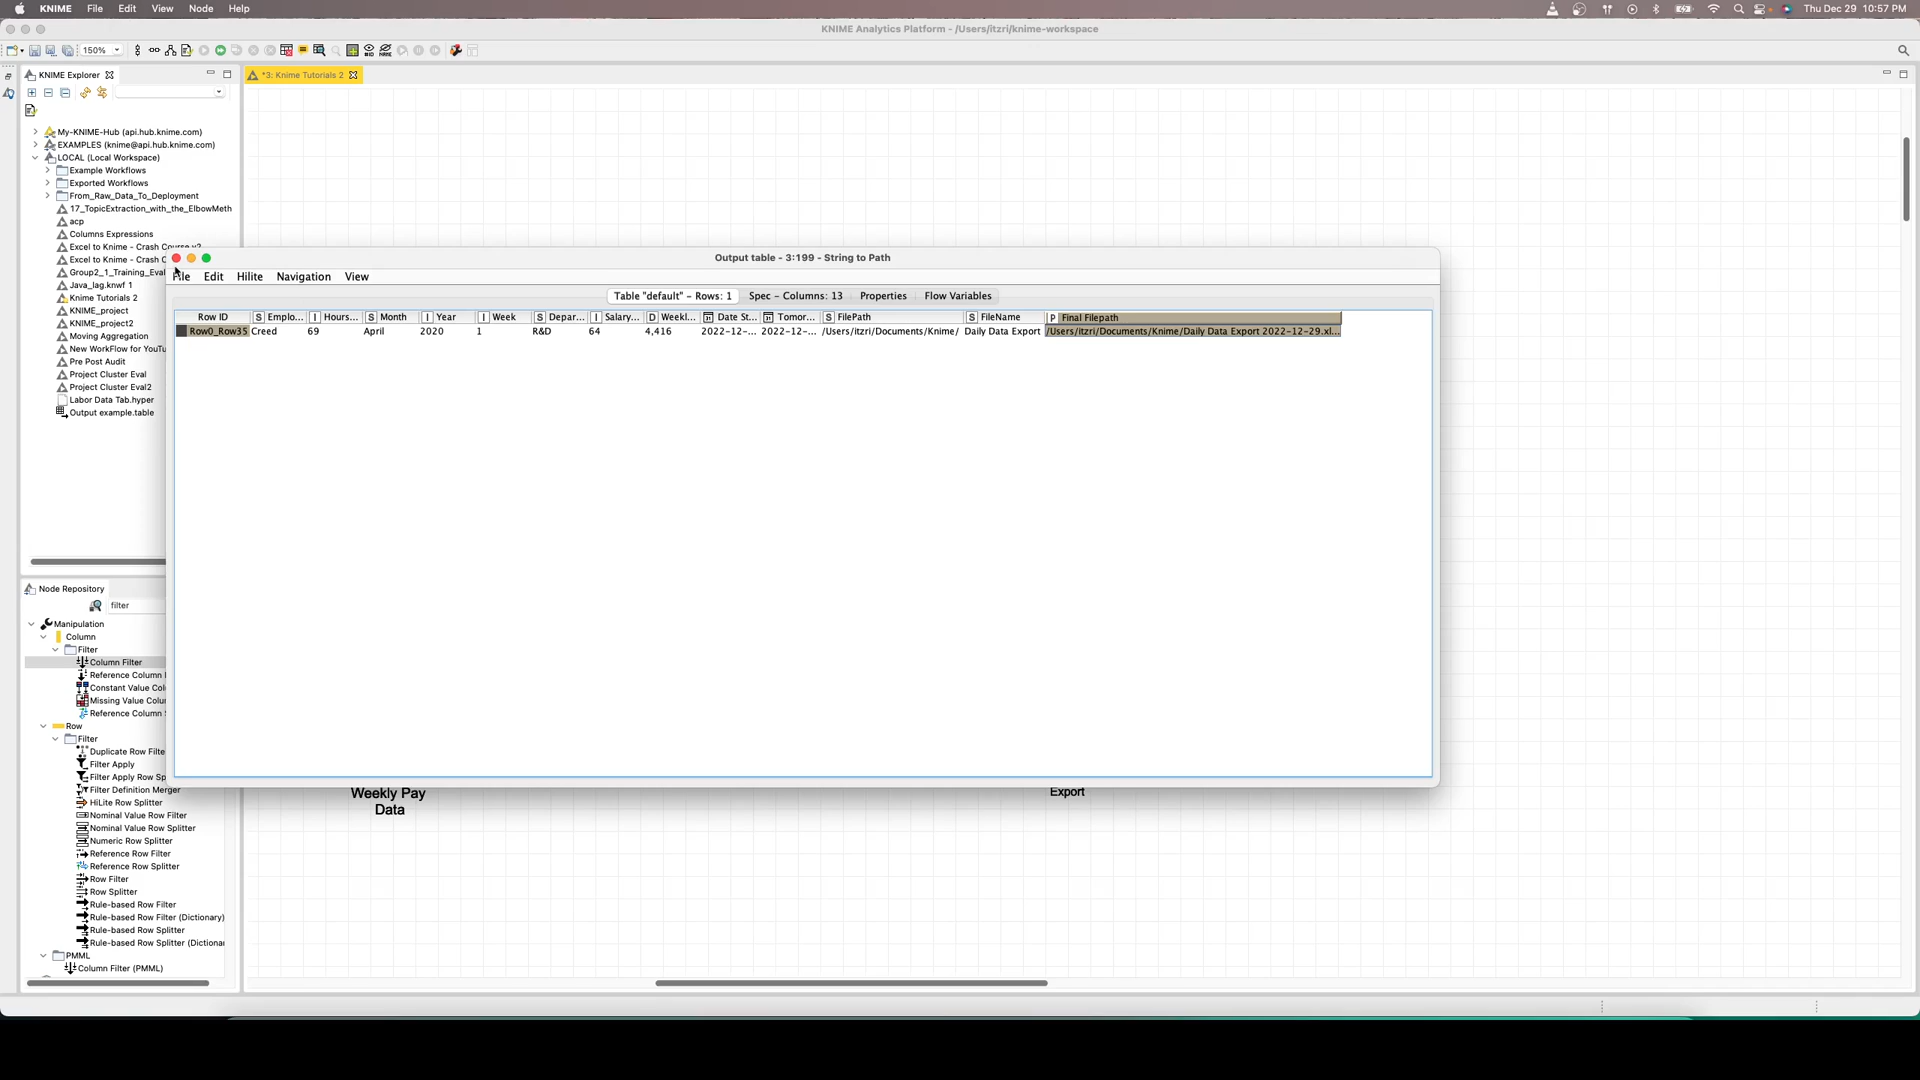 KNIME File Edit View Node Help Thu Dec 29 10:57 PM
KNIME Analytics Platform - /Users/itzri/knime-workspace
150%
KNIME Explorer
*3: Knime Tutorials 2
My-KNIME-Hub (api.hub.knime.com)
EXAMPLES (knime@api.hub.knime.com)
LOCAL (Local Workspace)
Example Workflows
Exported Workflows
From_Raw_Data_To_Deployment
17_TopicExtraction_with_the_ElbowMeth
acp
Columns Expressions
Excel to Knime - Crash Course v2
Excel to Knime - Crash C
Group2_1_Training_Eval
Java_lag.knwf 1
Knime Tutorials 2
KNIME_project
KNIME_project2
Moving Aggregation
New WorkFlow for YouTu
Pre Post Audit
Project Cluster Eval
Project Cluster Eval2
Labor Data Tab.hyper
Output example.table
Output table - 3:199 - String to Path
File Edit Hilite Navigation View
Table "default" - Rows: 1 Spec - Columns: 13 Properties Flow Variables
Row ID S Emplo... I Hours... S Month I Year I Week S Depar... I Salary... D Weekl... Date St... Tomor... S FilePath S FileName P Final Filepath
Row0_Row35 Creed 69 April 2020 1 R&D 64 4,416 2022-12-... 2022-12-... /Users/itzri/Documents/Knime/ Daily Data Export /Users/itzri/Documents/Knime/Daily Data Export 2022-12-29.xl...
Node Repository
filter
Manipulation
Column
Filter
Column Filter
Reference Column
Constant Value Colu
Missing Value Colum
Reference Column S
Row
Filter
Duplicate Row Filte
Filter Apply
Filter Apply Row Sp
Filter Definition Merger
HiLite Row Splitter
Nominal Value Row Filter
Nominal Value Row Splitter
Numeric Row Splitter
Reference Row Filter
Reference Row Splitter
Row Filter
Row Splitter
Rule-based Row Filter
Rule-based Row Filter (Dictionary)
Rule-based Row Splitter
Rule-based Row Splitter (Dictionar
PMML
Column Filter (PMML)
Weekly Pay
Data
Export